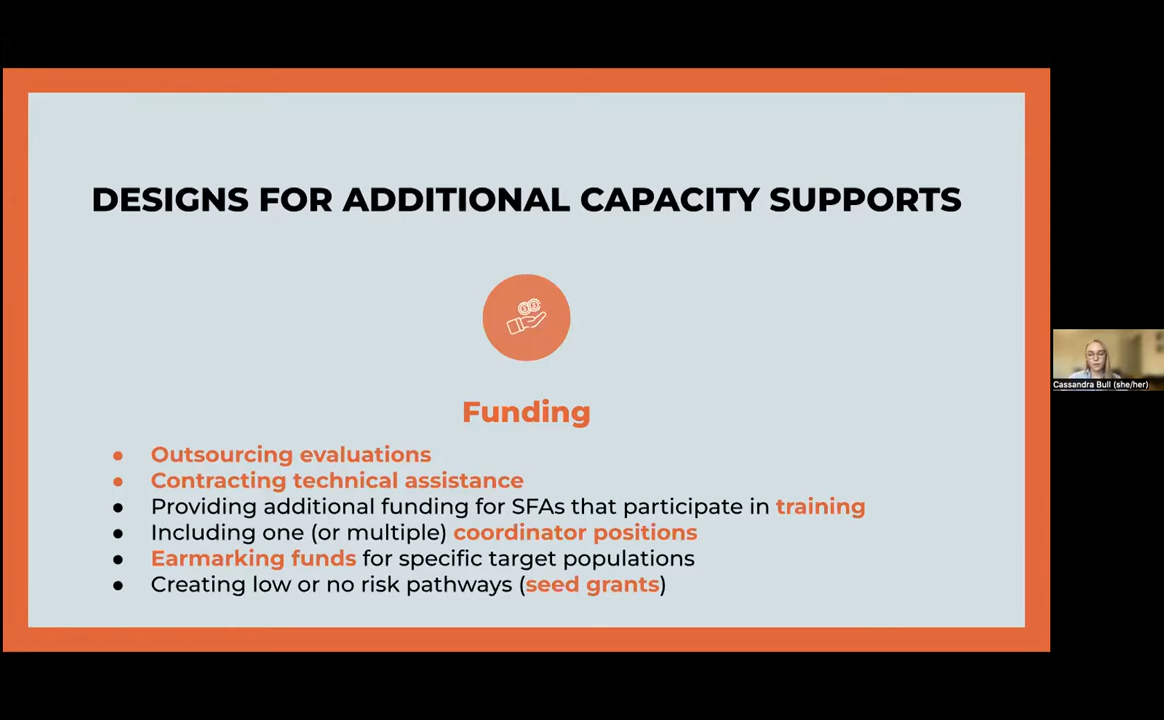 DESIGNS FOR ADDITIONAL CAPACITY SUPPORTS
Funding
● Outsourcing evaluations
● Contracting technical assistance
● Providing additional funding for SFAs that participate in training
● Including one (or multiple) coordinator positions
● Earmarking funds for specific target populations
● Creating low or no risk pathways (seed grants)
Cassandra Bull (she/her)